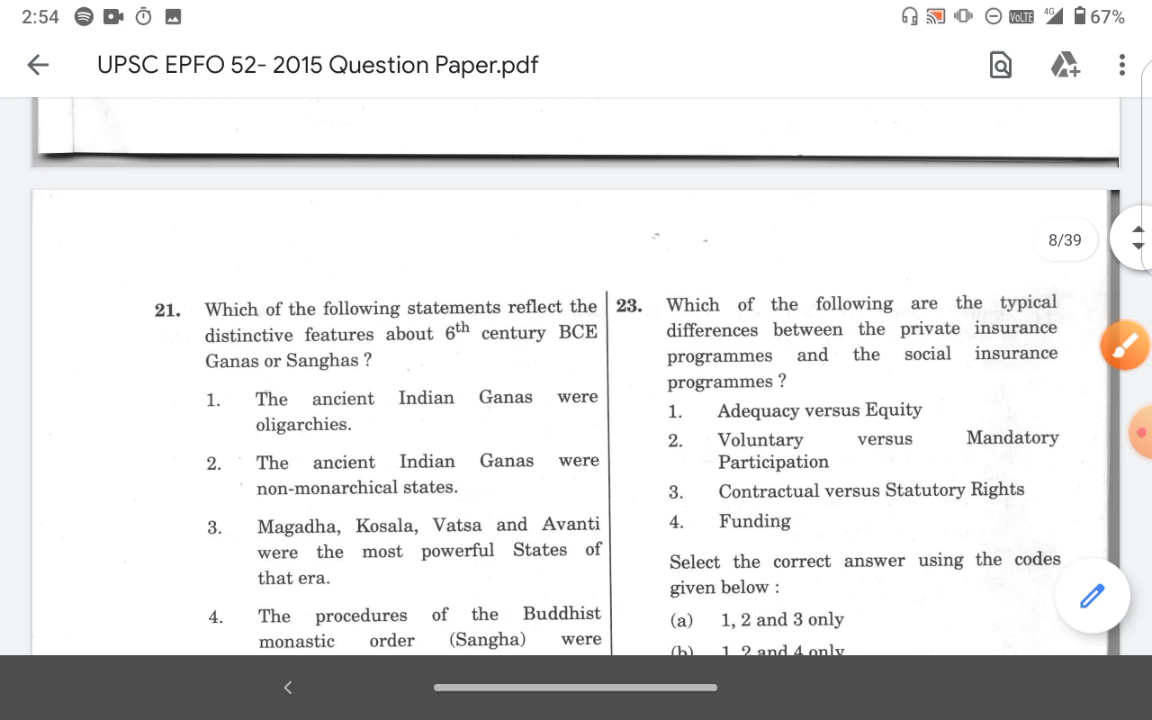 2:54
VoLTE 4G 67%
UPSC EPFO 52- 2015 Question Paper.pdf
8/39
21. Which of the following statements reflect the
distinctive features about 6th century BCE
Ganas or Sanghas ?
1. The ancient Indian Ganas were
oligarchies.
2. The ancient Indian Ganas were
non-monarchical states.
3. Magadha, Kosala, Vatsa and Avanti
were the most powerful States of
that era.
4. The procedures of the Buddhist
monastic order (Sangha) were
23. Which of the following are the typical
differences between the private insurance
programmes and the social insurance
programmes ?
1. Adequacy versus Equity
2. Voluntary versus Mandatory
Participation
3. Contractual versus Statutory Rights
4. Funding
Select the correct answer using the codes
given below :
(a) 1, 2 and 3 only
(b) 1, 2 and 4 only